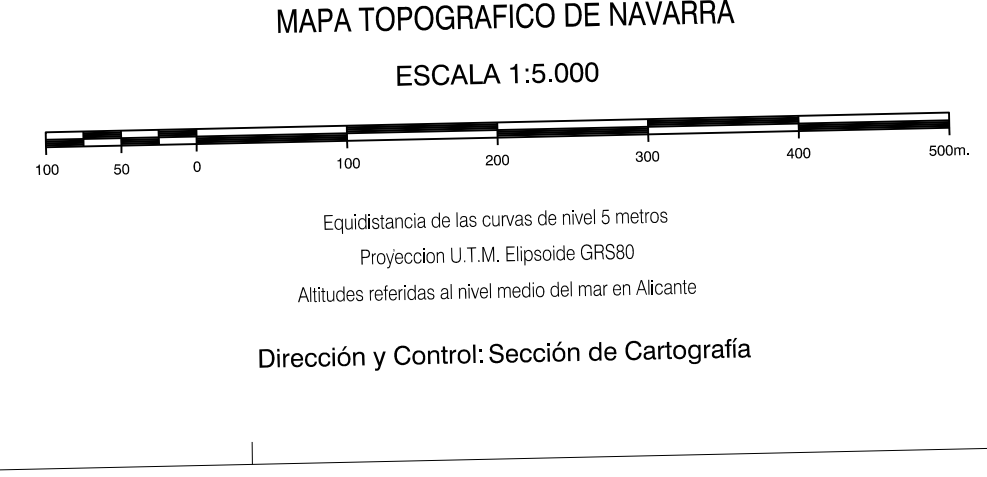 MAPA TOPOGRAFICO DE NAVARRA
ESCALA 1:5.000
100 50 0 100 200 300 400 500m.
Equidistancia de las curvas de nivel 5 metros
Proyeccion U.T.M. Elipsoide GRS80
Altitudes referidas al nivel medio del mar en Alicante
Dirección y Control: Sección de Cartografía